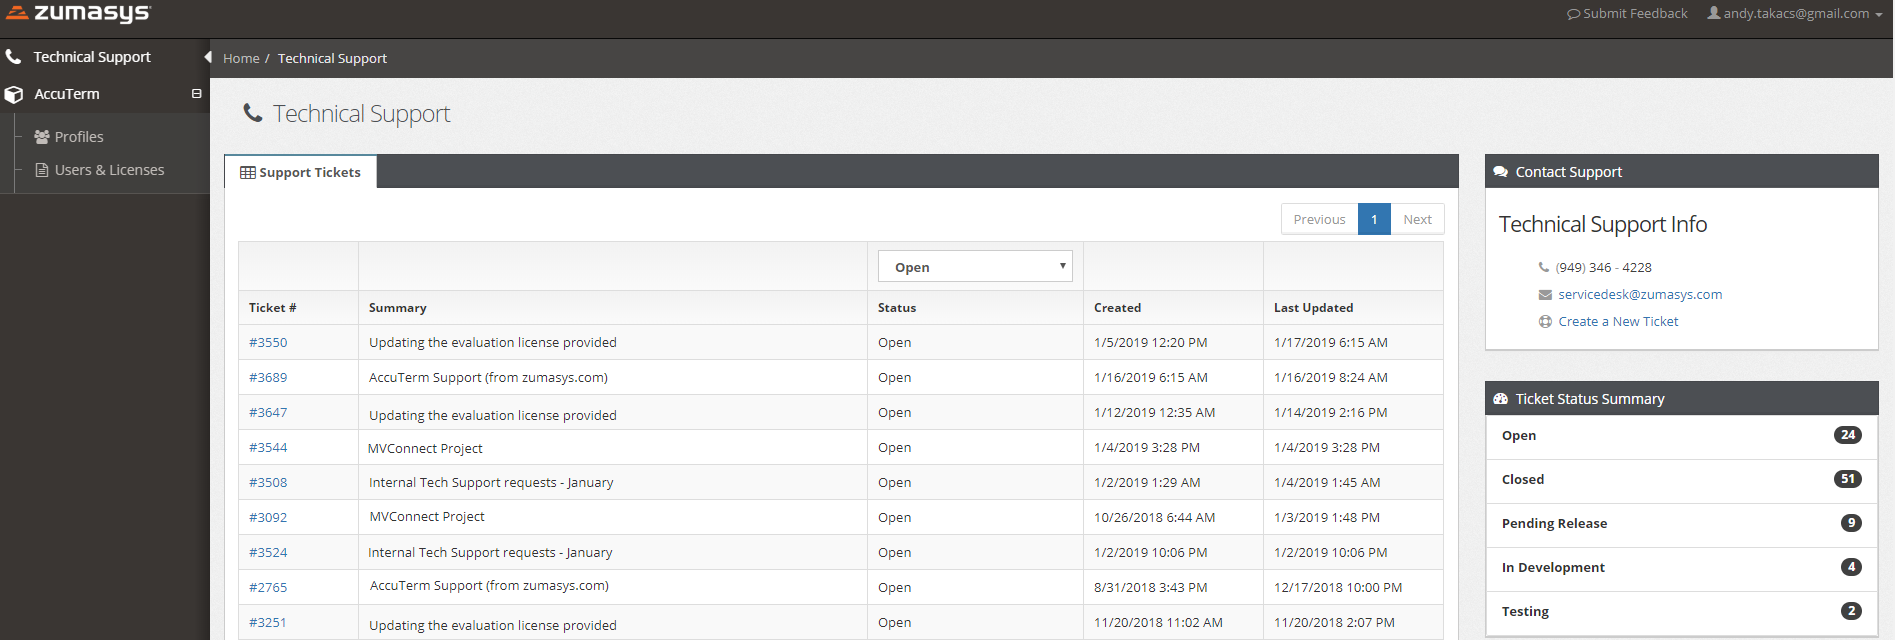 zumasys
Submit Feedback
andy.takacs@gmail.com
Technical Support
Home / Technical Support
AccuTerm
Profiles
Users & Licenses
Technical Support
Support Tickets
Previous 1 Next
Open
Ticket # Summary Status Created Last Updated
#3550 Updating the evaluation license provided Open 1/5/2019 12:20 PM 1/17/2019 6:15 AM
#3689 AccuTerm Support (from zumasys.com) Open 1/16/2019 6:15 AM 1/16/2019 8:24 AM
#3647 Updating the evaluation license provided Open 1/12/2019 12:35 AM 1/14/2019 2:16 PM
#3544 MVConnect Project Open 1/4/2019 3:28 PM 1/4/2019 3:28 PM
#3508 Internal Tech Support requests - January Open 1/2/2019 1:29 AM 1/4/2019 1:45 AM
#3092 MVConnect Project Open 10/26/2018 6:44 AM 1/3/2019 1:48 PM
#3524 Internal Tech Support requests - January Open 1/2/2019 10:06 PM 1/2/2019 10:06 PM
#2765 AccuTerm Support (from zumasys.com) Open 8/31/2018 3:43 PM 12/17/2018 10:00 PM
#3251 Updating the evaluation license provided Open 11/20/2018 11:02 AM 11/20/2018 2:07 PM
Contact Support
Technical Support Info
(949) 346 - 4228
servicedesk@zumasys.com
Create a New Ticket
Ticket Status Summary
Open 24
Closed 51
Pending Release 9
In Development 4
Testing 2